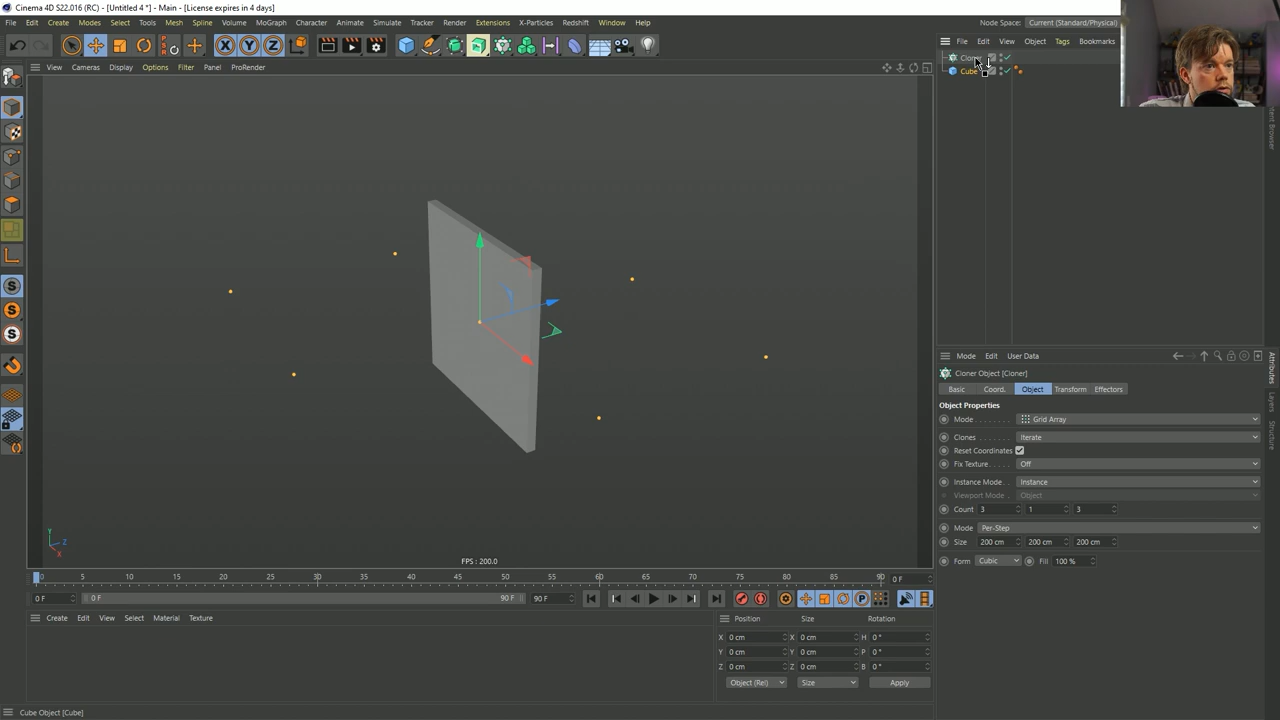 Cinema 4D S22.016 (RC) - [Untitled 4 *] - Main - [License expires in 4 days]
File Edit Create Modes Select Tools Mesh Spline Volume MoGraph Character Animate Simulate Tracker Render Extensions X-Particles Redshift Window Help
Node Space: Current (Standard/Physical)
X Y Z
File Edit View Object Tags Bookmarks
View Cameras Display Options Filter Panel ProRender
Cube
Mode Edit User Data
Attributes
Layers
Structure
Cloner Object [Cloner]
Basic Coord. Object Transform Effectors
Object Properties
Mode Grid Array
Clones Iterate
Reset Coordinates
Fix Texture Off
Instance Mode Instance
Viewport Mode Object
Count 3 1 3
Mode Per-Step
Size 200 cm 200 cm 200 cm
Form Cubic Fill 100 %
Y
Z
X
FPS : 200.0
0 5 10 15 20 25 30 35 40 45 50 55 60 65 70 75 80 85 90 0 F
0 F 0 F 90 F 90 F
P
Create Edit View Select Material Texture
Position Size Rotation
X 0 cm X 0 cm H 0 °
Y 0 cm Y 0 cm P 0 °
Z 0 cm Z 0 cm B 0 °
Object (Rel) Size Apply
Cube Object [Cube]